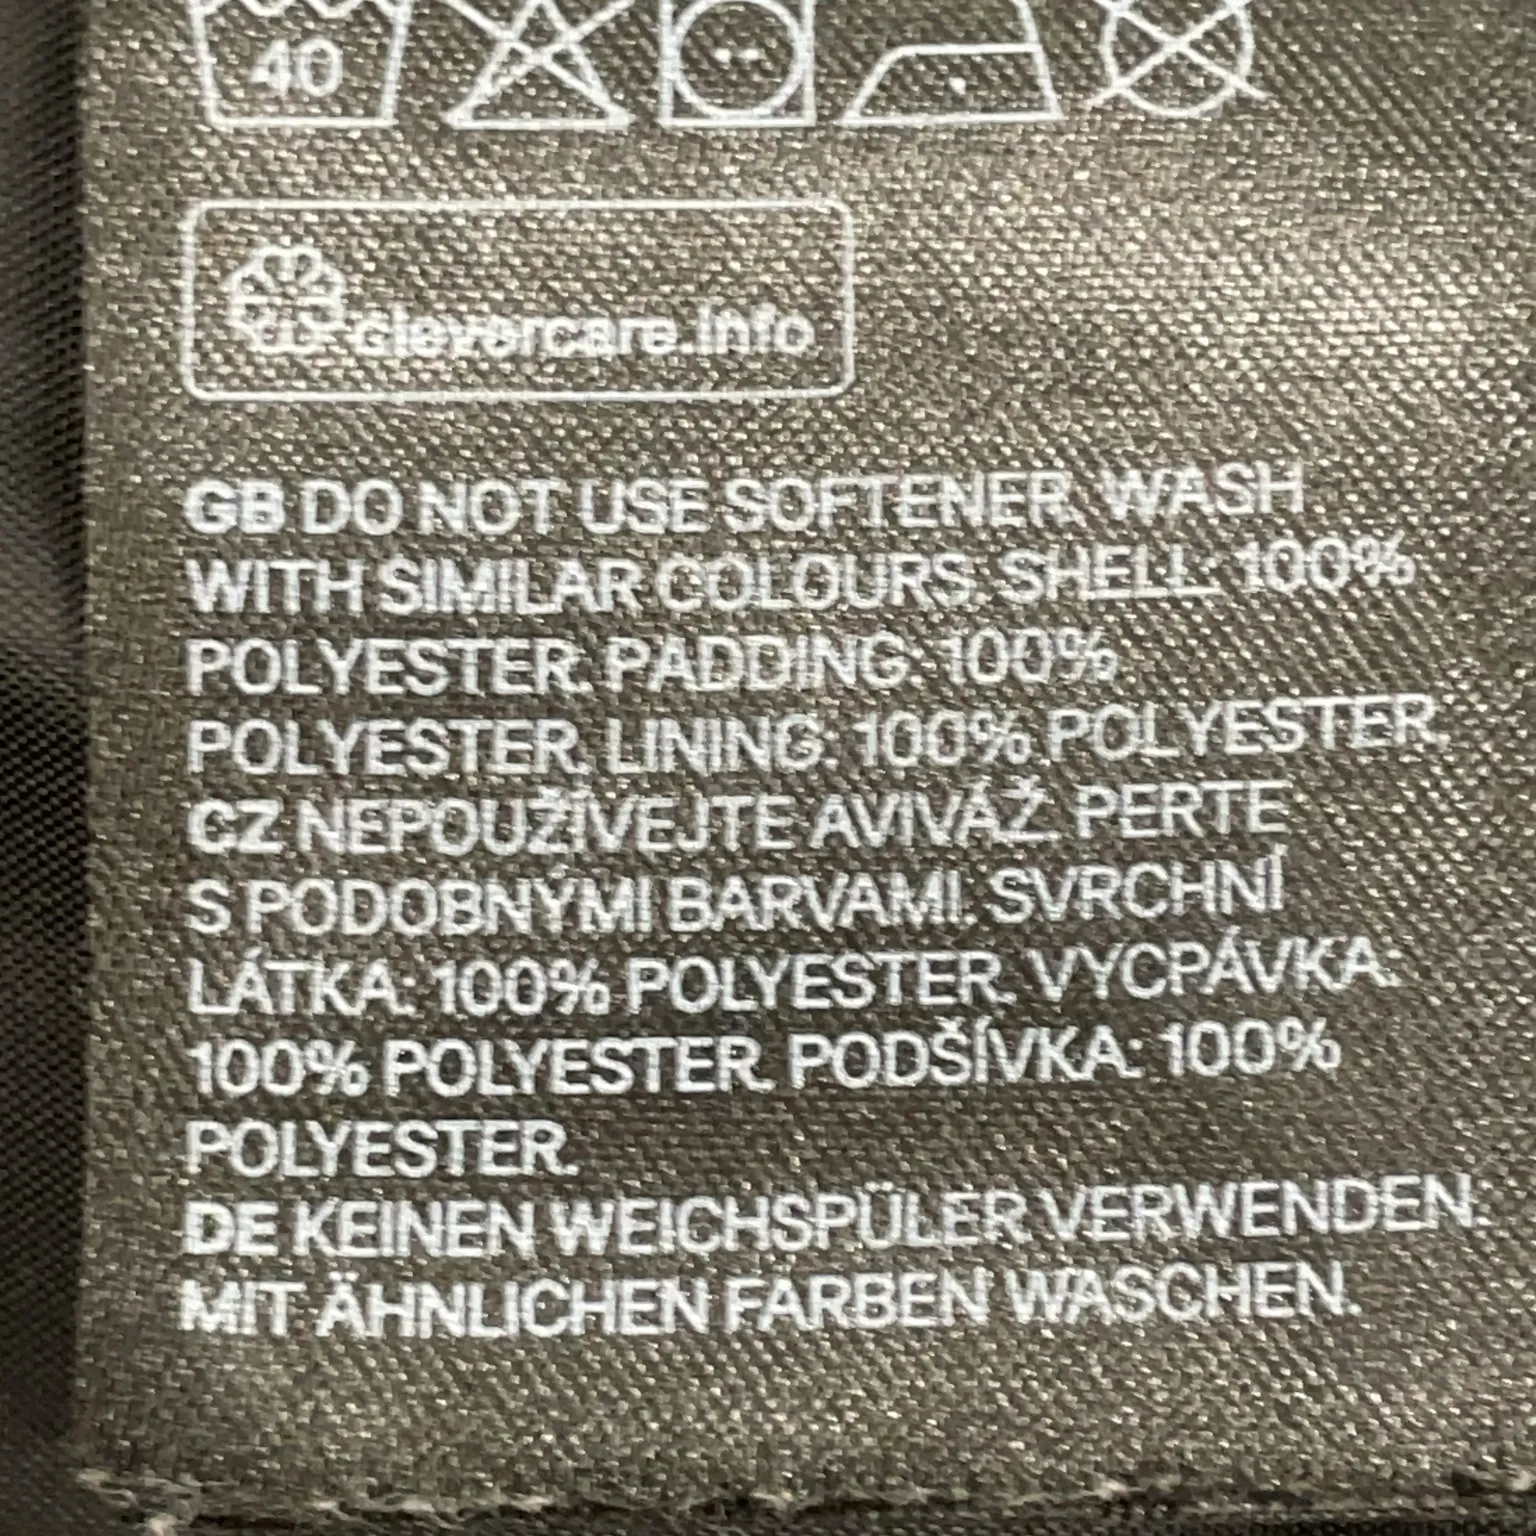 40
clevercare.info
GB DO NOT USE SOFTENER. WASH
WITH SIMILAR COLOURS. SHELL: 100%
POLYESTER. PADDING: 100%
POLYESTER. LINING: 100% POLYESTER.
CZ NEPOUŽÍVEJTE AVIVÁŽ. PERTE
S PODOBNÝMI BARVAMI. SVRCHNÍ
LÁTKA: 100% POLYESTER. VYCPÁVKA:
100% POLYESTER. PODŠÍVKA: 100%
POLYESTER.
DE KEINEN WEICHSPÜLER VERWENDEN.
MIT ÄHNLICHEN FARBEN WASCHEN.